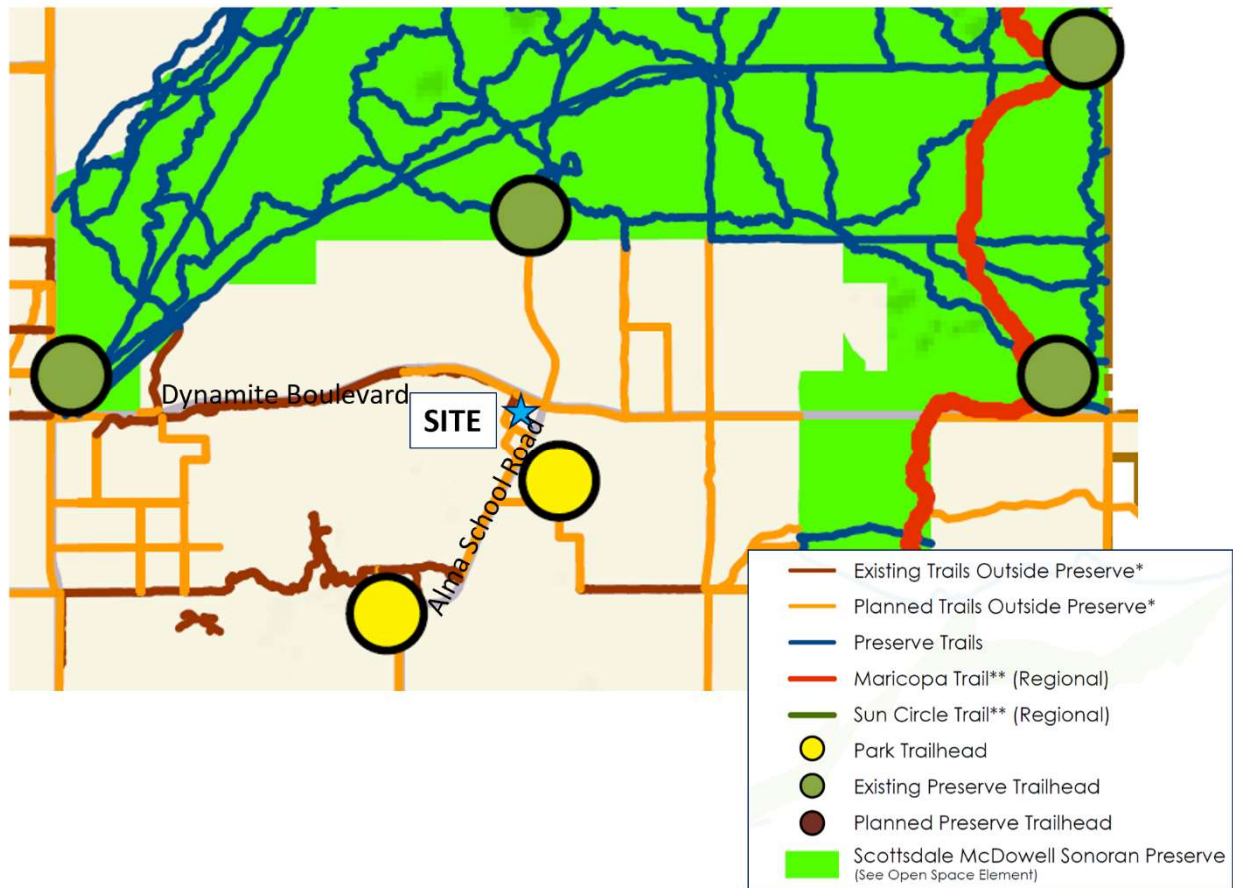 Dynamite Boulevard
SITE
Alma School Road
Existing Trails Outside Preserve*
Planned Trails Outside Preserve*
Preserve Trails
Maricopa Trail** (Regional)
Sun Circle Trail** (Regional)
Park Trailhead
Existing Preserve Trailhead
Planned Preserve Trailhead
Scottsdale McDowell Sonoran Preserve
(See Open Space Element)